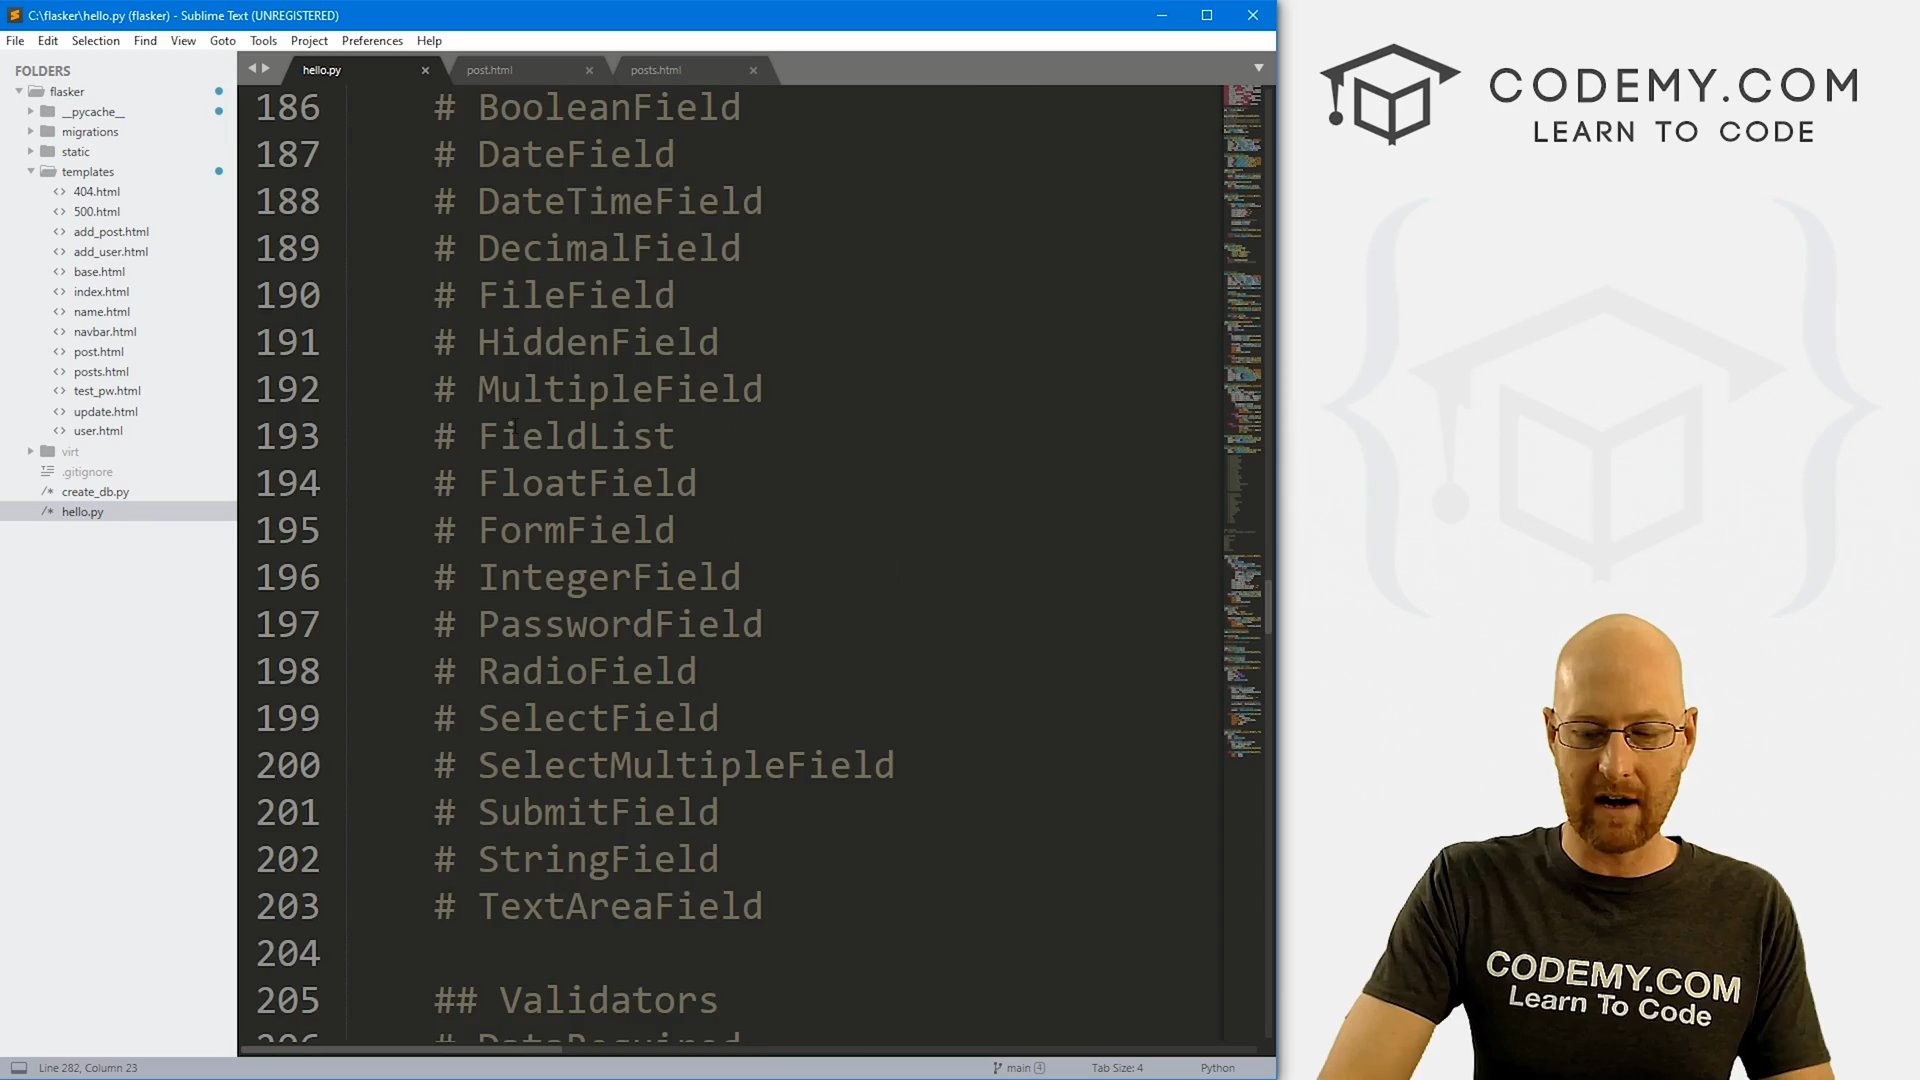 C:\flasker\hello.py (flasker) - Sublime Text (UNREGISTERED)
File Edit Selection Find View Goto Tools Project Preferences Help
FOLDERS
flasker
__pycache__
migrations
static
templates
404.html
500.html
add_post.html
add_user.html
base.html
index.html
name.html
navbar.html
post.html
posts.html
test_pw.html
update.html
user.html
virt
.gitignore
create_db.py
hello.py
hello.py post.html posts.html
186 # BooleanField
187 # DateField
188 # DateTimeField
189 # DecimalField
190 # FileField
191 # HiddenField
192 # MultipleField
193 # FieldList
194 # FloatField
195 # FormField
196 # IntegerField
197 # PasswordField
198 # RadioField
199 # SelectField
200 # SelectMultipleField
201 # SubmitField
202 # StringField
203 # TextAreaField
204
205 ## Validators
206 # DataRequired
Line 282, Column 23 main 4 Tab Size: 4 Python
CODEMY.COM
LEARN TO CODE
CODEMY.COM
Learn To Code